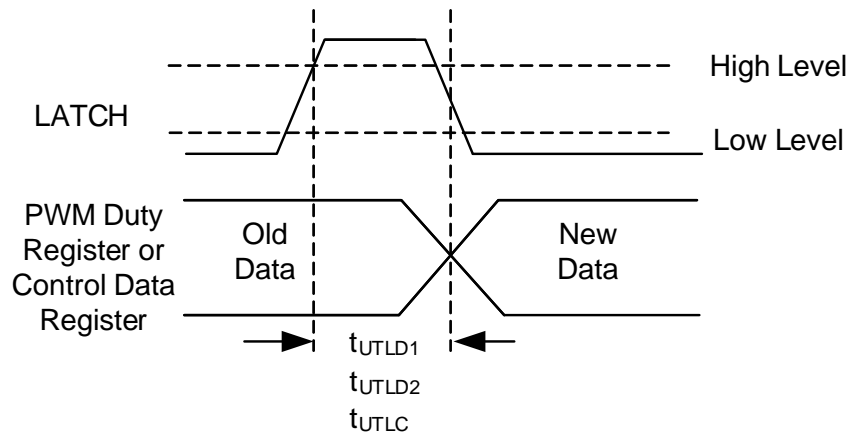 High Level
LATCH
Low Level
PWM Duty
Register or
Control Data
Register
Old
Data
New
Data
tUTLD1
tUTLD2
tUTLC